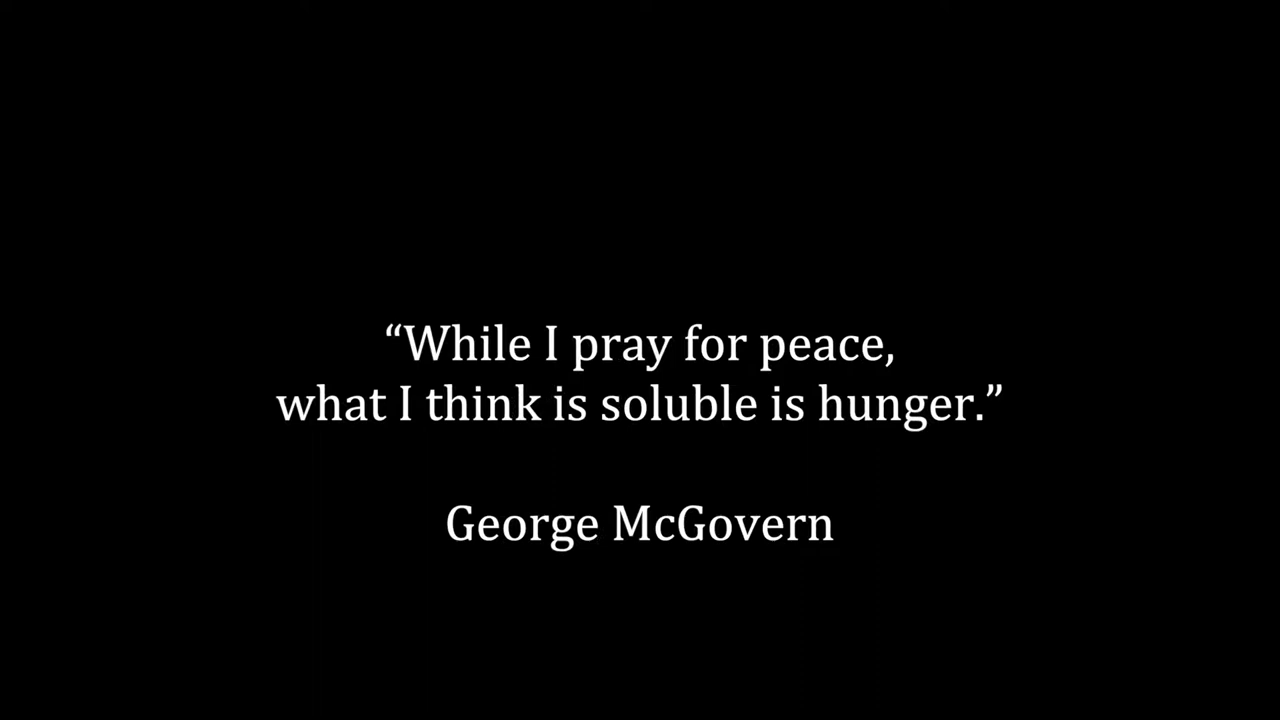 “While I pray for peace,
what I think is soluble is hunger.”
George McGovern